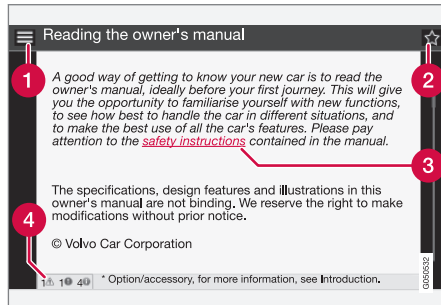 Reading the owner's manual
1
2
A good way of getting to know your new car is to read the
owner's manual, ideally before your first journey. This will give
you the opportunity to familiarise yourself with new functions,
to see how best to handle the car in different situations, and
to make the best use of all the car's features. Please pay
attention to the safety instructions contained in the manual.
3
The specifications, design features and illustrations in this
owner's manual are not binding. We reserve the right to make
modifications without prior notice.
4
© Volvo Car Corporation
1 1 4 * Option/accessory, for more information, see Introduction.
G050532